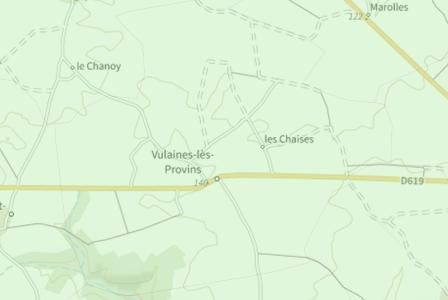 Marolles
122
le Chanoy
les Chaises
Vulaines-lès-
Provins
140
D619
t-